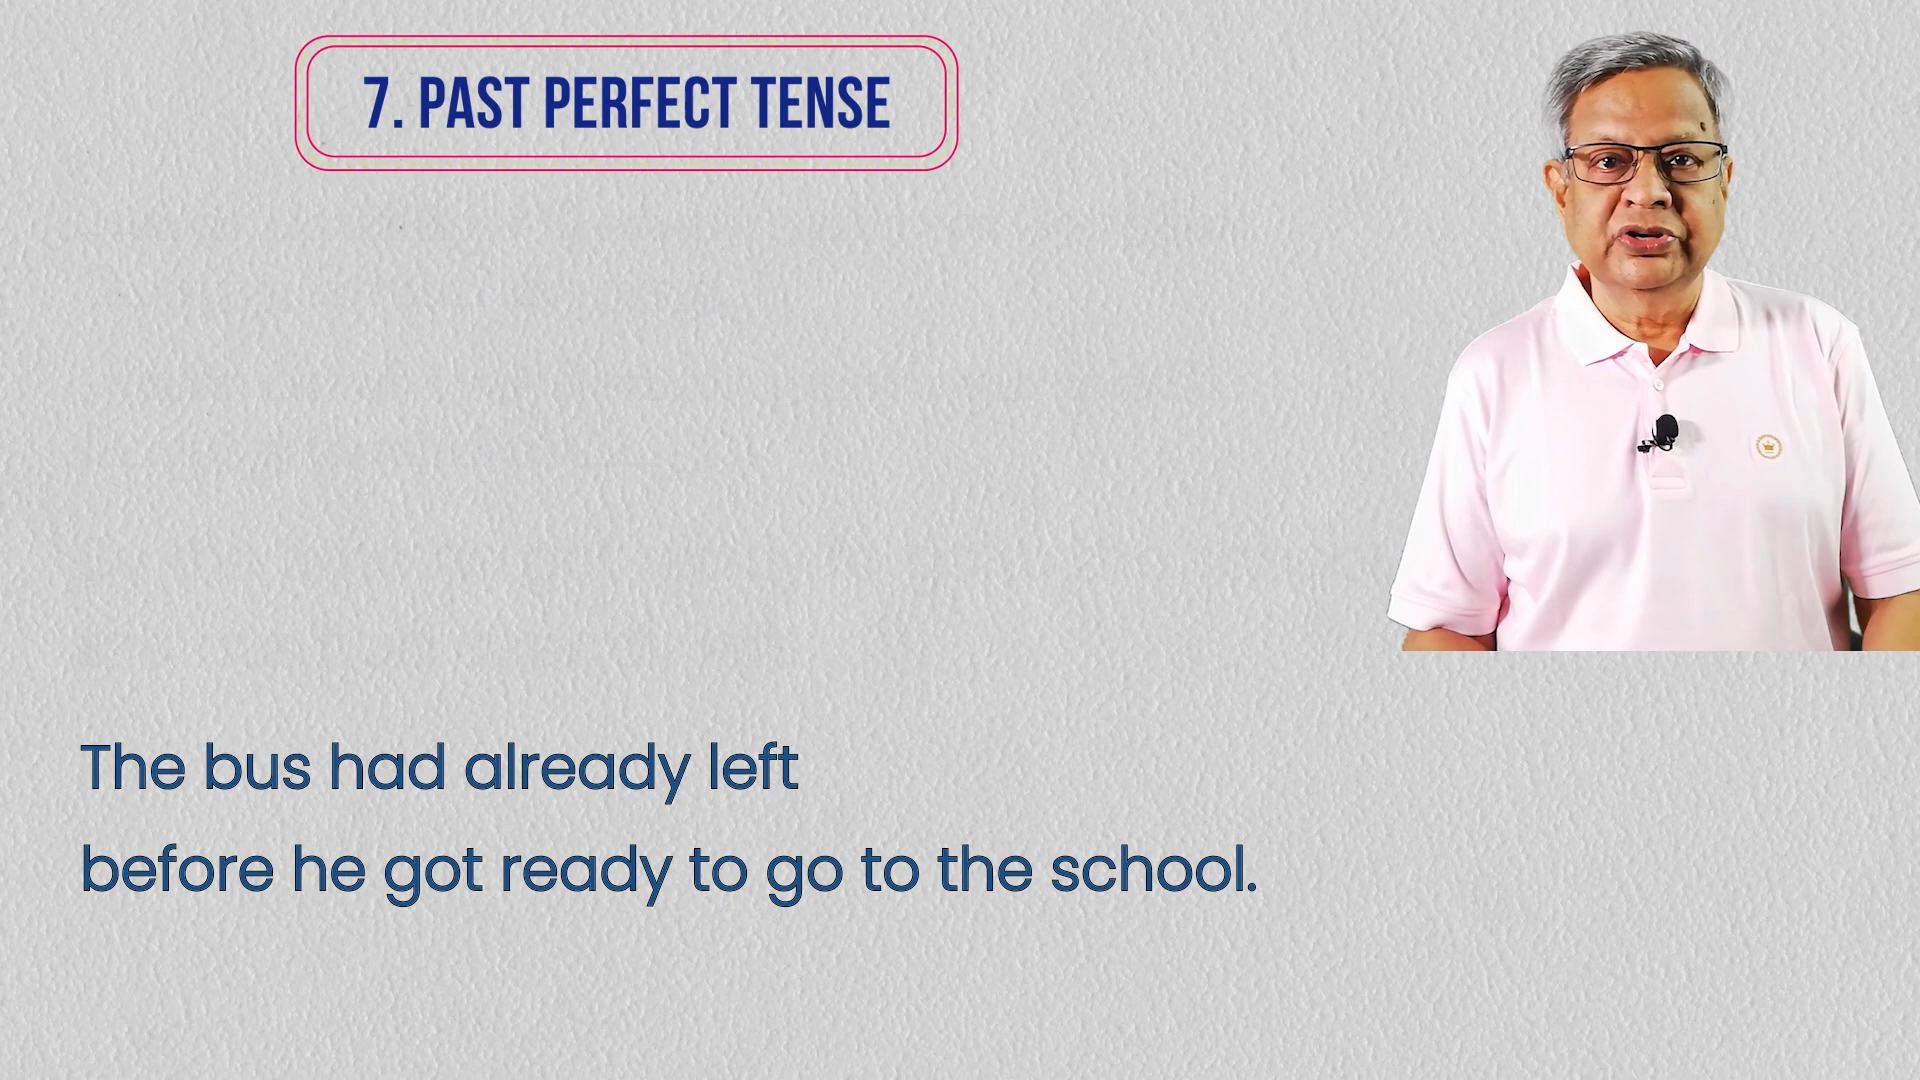 7. PAST PERFECT TENSE
The bus had already left
before he got ready to go to the school.